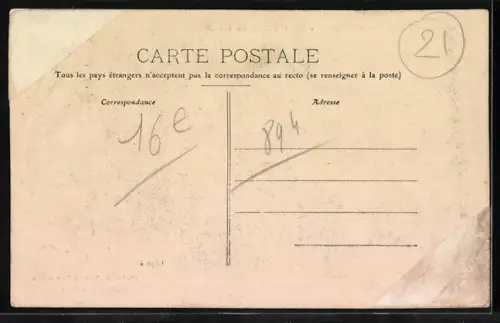 21
CARTE POSTALE
Tous les pays étrangers n'acceptent pas la correspondance au recto (se renseigner à la poste)
Correspondance
Adresse
16e
894